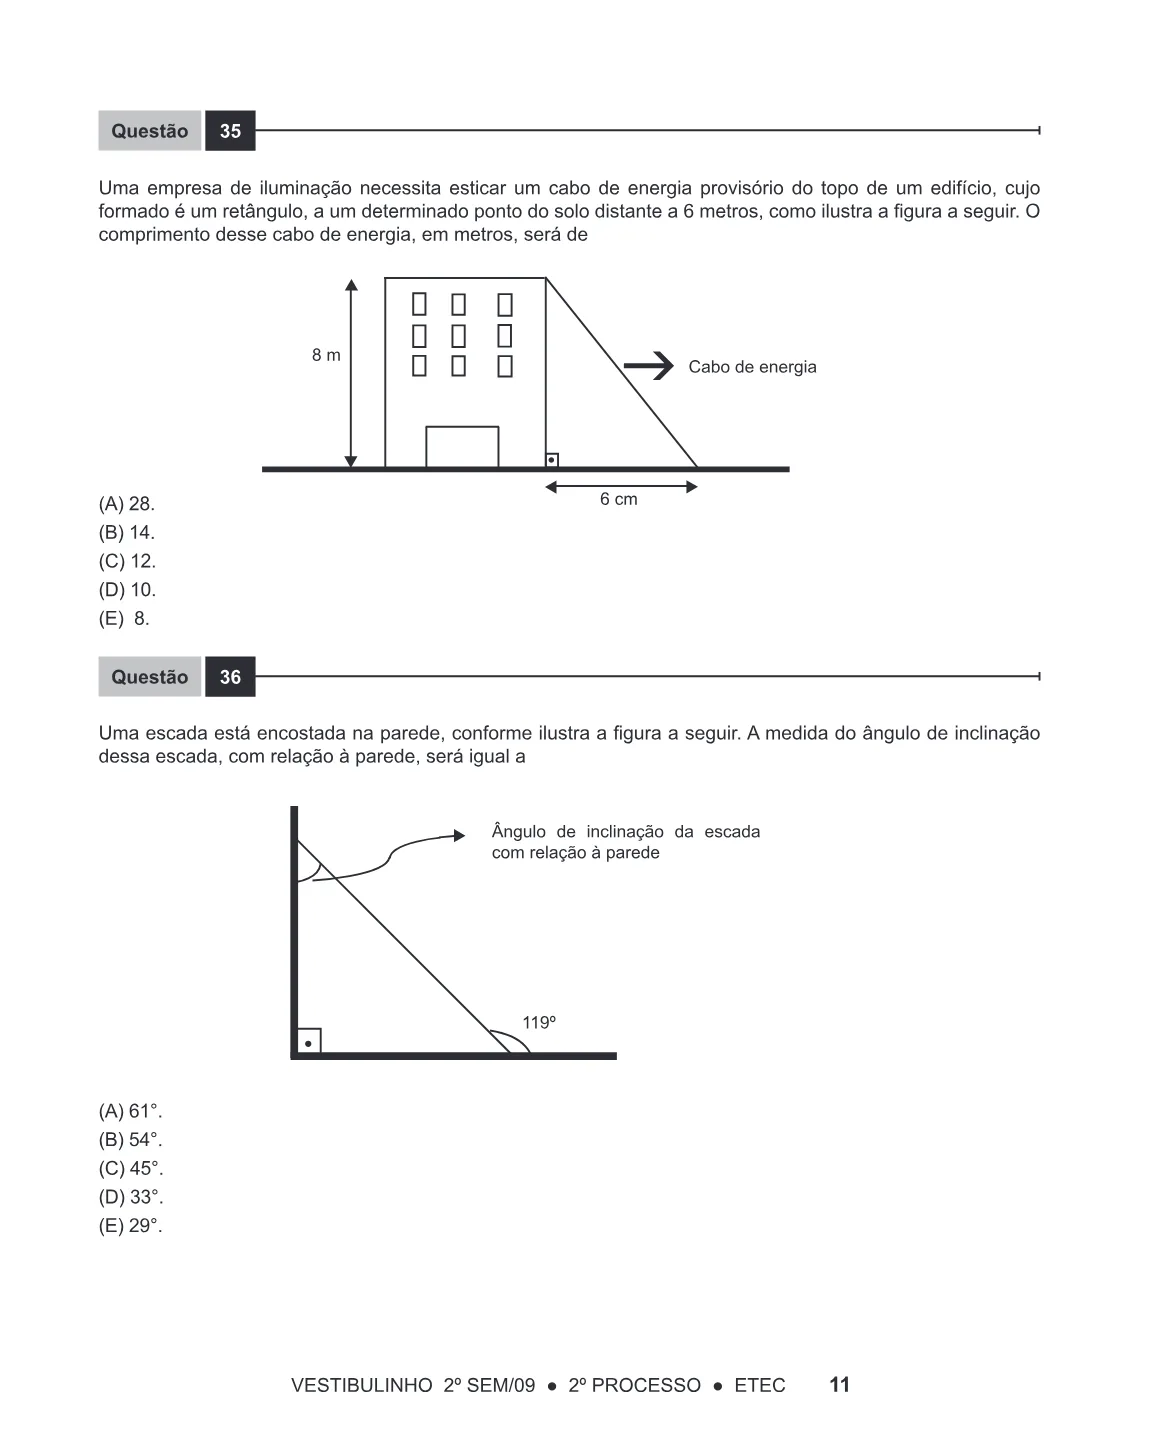 Questão 35
Uma empresa de iluminação necessita esticar um cabo de energia provisório do topo de um edifício, cujo
formado é um retângulo, a um determinado ponto do solo distante a 6 metros, como ilustra a figura a seguir. O
comprimento desse cabo de energia, em metros, será de
8 m
Cabo de energia
6 cm
(A) 28.
(B) 14.
(C) 12.
(D) 10.
(E) 8.
Questão 36
Uma escada está encostada na parede, conforme ilustra a figura a seguir. A medida do ângulo de inclinação
dessa escada, com relação à parede, será igual a
Ângulo de inclinação da escada
com relação à parede
119º
(A) 61°.
(B) 54°.
(C) 45°.
(D) 33°.
(E) 29°.
VESTIBULINHO 2º SEM/09 ● 2º PROCESSO ● ETEC 11